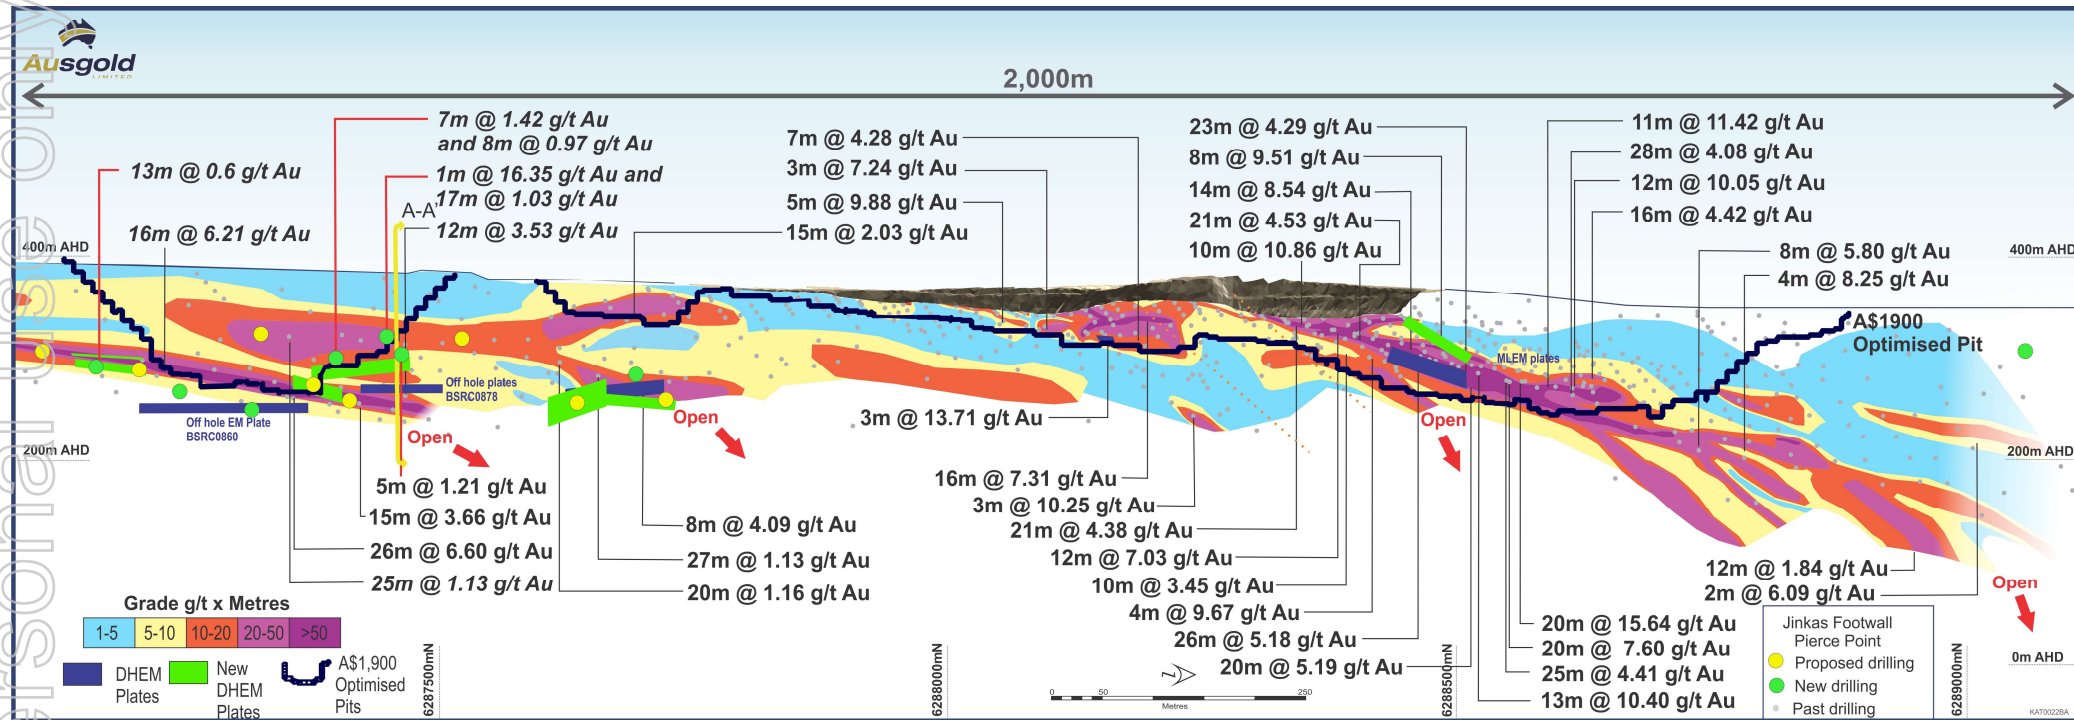 Ausgold
LIMITED
2,000m
7m @ 1.42 g/t Au
and 8m @ 0.97 g/t Au
13m @ 0.6 g/t Au
1m @ 16.35 g/t Au and
17m @ 1.03 g/t Au
A-A'
12m @ 3.53 g/t Au
16m @ 6.21 g/t Au
7m @ 4.28 g/t Au
3m @ 7.24 g/t Au
5m @ 9.88 g/t Au
15m @ 2.03 g/t Au
23m @ 4.29 g/t Au
8m @ 9.51 g/t Au
14m @ 8.54 g/t Au
21m @ 4.53 g/t Au
10m @ 10.86 g/t Au
11m @ 11.42 g/t Au
28m @ 4.08 g/t Au
12m @ 10.05 g/t Au
16m @ 4.42 g/t Au
8m @ 5.80 g/t Au
4m @ 8.25 g/t Au
400m AHD
400m AHD
A$1900
Optimised Pit
MLEM plates
Off hole plates
BSRC0878
Off hole EM Plate
BSRC0860
Open
Open
Open
Open
200m AHD
200m AHD
0m AHD
5m @ 1.21 g/t Au
15m @ 3.66 g/t Au
26m @ 6.60 g/t Au
25m @ 1.13 g/t Au
8m @ 4.09 g/t Au
27m @ 1.13 g/t Au
20m @ 1.16 g/t Au
3m @ 13.71 g/t Au
16m @ 7.31 g/t Au
3m @ 10.25 g/t Au
21m @ 4.38 g/t Au
12m @ 7.03 g/t Au
10m @ 3.45 g/t Au
4m @ 9.67 g/t Au
26m @ 5.18 g/t Au
20m @ 5.19 g/t Au
20m @ 15.64 g/t Au
20m @ 7.60 g/t Au
25m @ 4.41 g/t Au
13m @ 10.40 g/t Au
12m @ 1.84 g/t Au
2m @ 6.09 g/t Au
Grade g/t x Metres
1-5 5-10 10-20 20-50 >50
DHEM
Plates
New
DHEM
Plates
A$1,900
Optimised
Pits
6287500mN
6288000mN
6288500mN
6289000mN
0 50 250
Metres
Jinkas Footwall
Pierce Point
Proposed drilling
New drilling
Past drilling
KAT0022BA